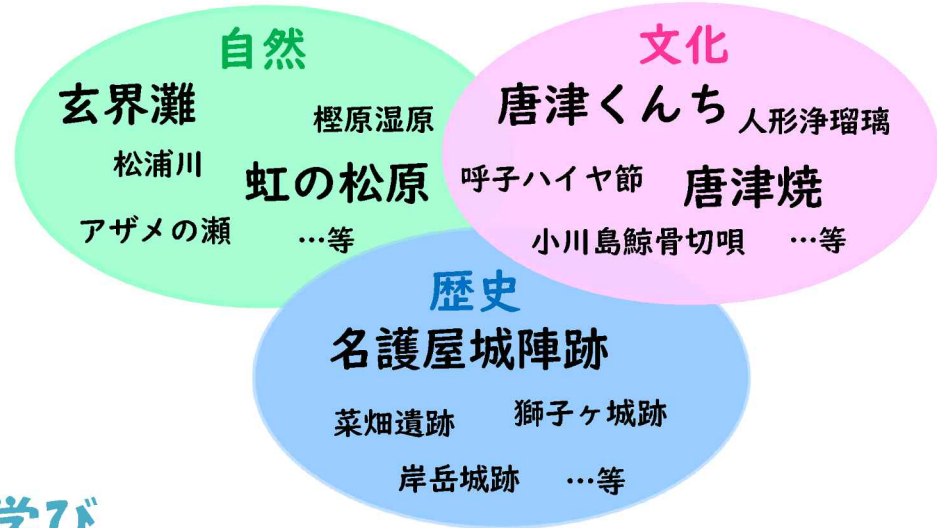 自然
玄界灘
樫原湿原
松浦川
虹の松原
アザメの瀬
…等
文化
唐津くんち
人形浄瑠璃
呼子ハイヤ節
唐津焼
小川島鯨骨切唄
…等
歴史
名護屋城陣跡
菜畑遺跡
獅子ヶ城跡
岸岳城跡
…等
学び